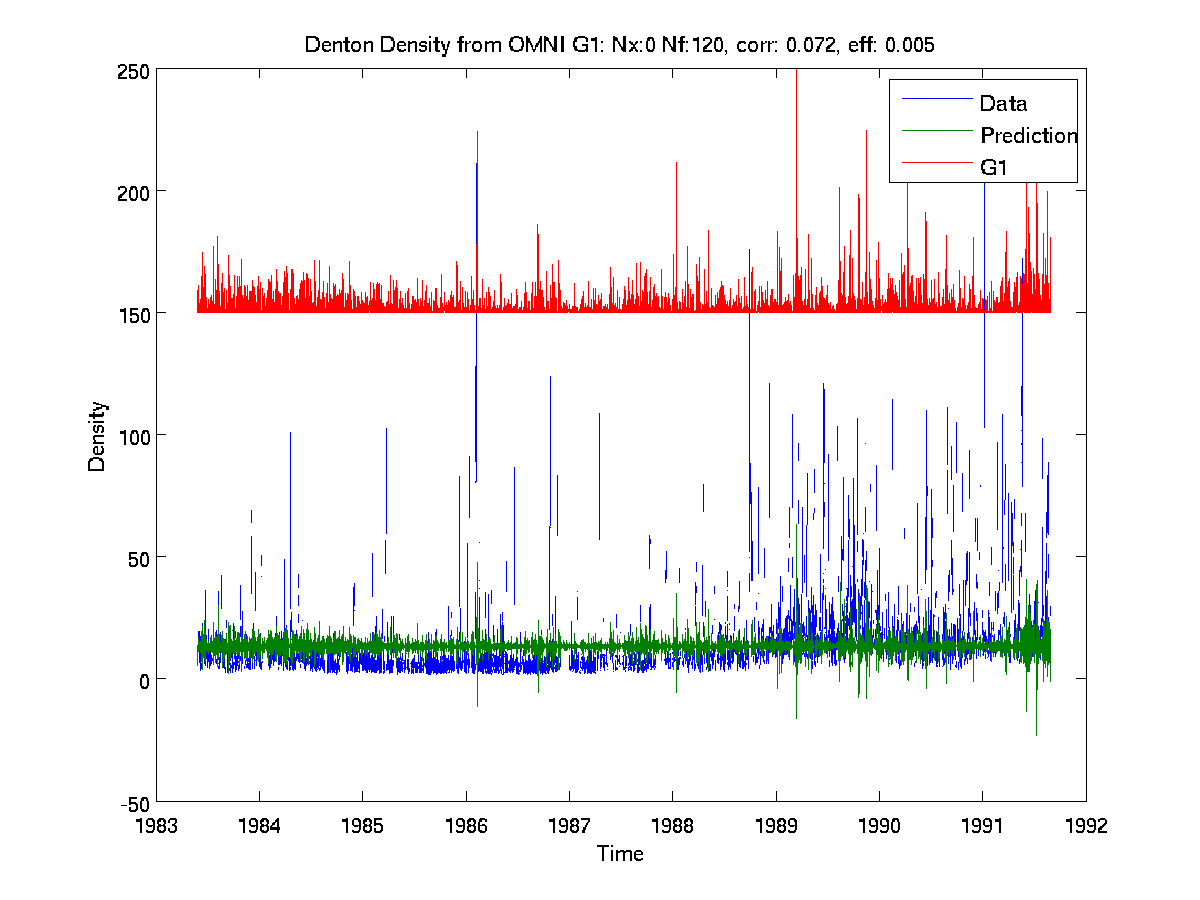 Denton Density from OMNI G1: Nx:0 Nf:120, corr: 0.072, eff: 0.005
250
200
150
100
50
0
-50
Density
Data
Prediction
G1
1983 1984 1985 1986 1987 1988 1989 1990 1991 1992
Time